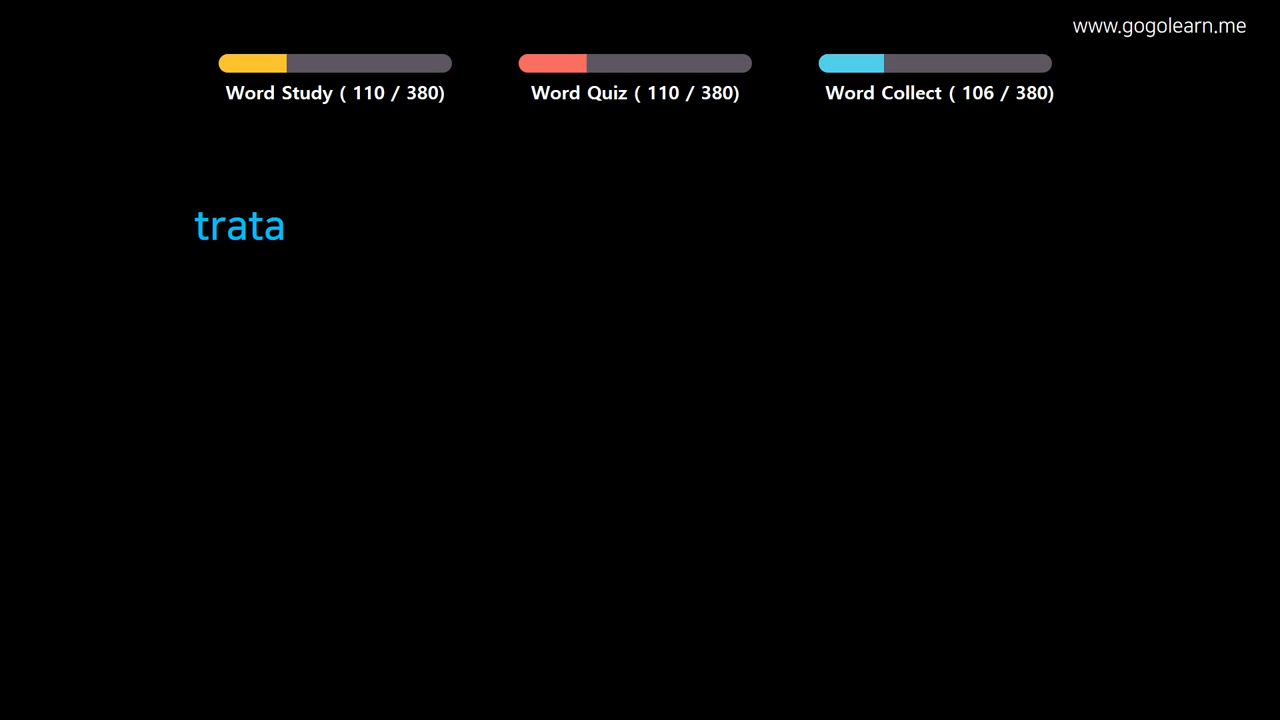 www.gogolearn.me
Word Study ( 110 / 380)
Word Quiz ( 110 / 380)
Word Collect ( 106 / 380)
trata